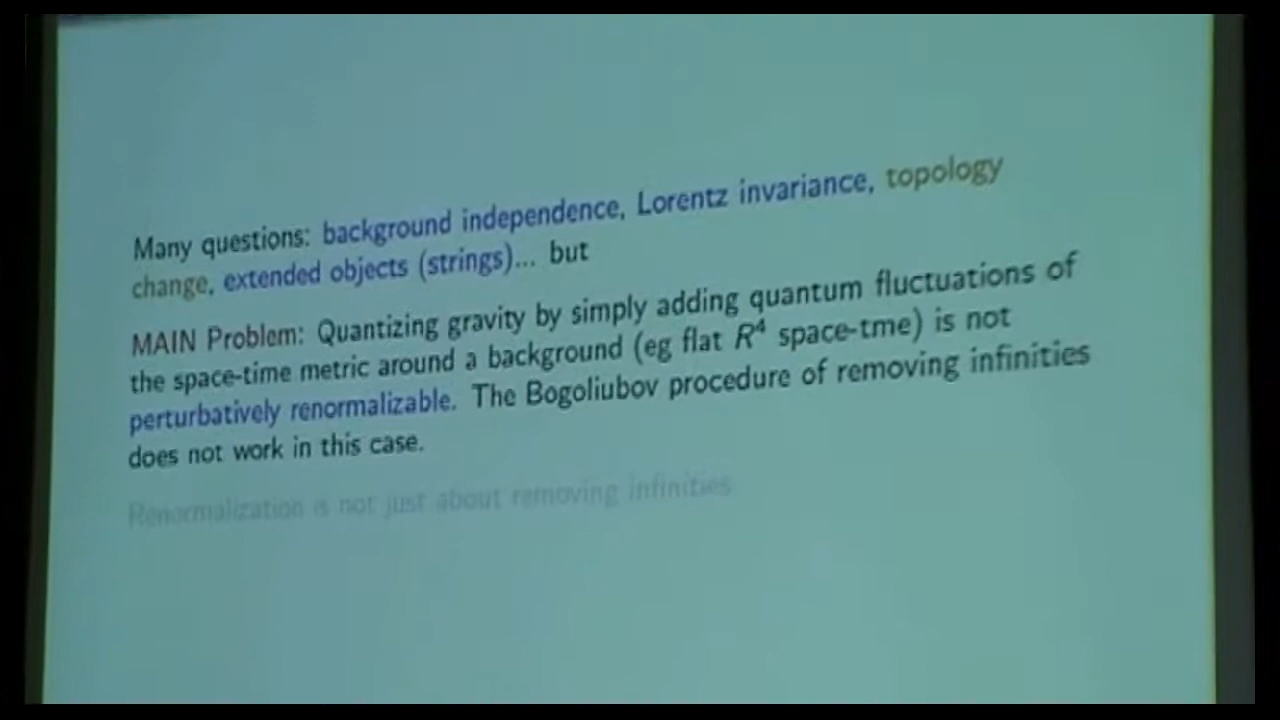 Many questions: background independence, Lorentz invariance, topology
change, extended objects (strings)... but
MAIN Problem: Quantizing gravity by simply adding quantum fluctuations of
the space-time metric around a background (eg flat R⁴ space-tme) is not
perturbatively renormalizable. The Bogoliubov procedure of removing infinities
does not work in this case.
Renormalization is not just about removing infinities